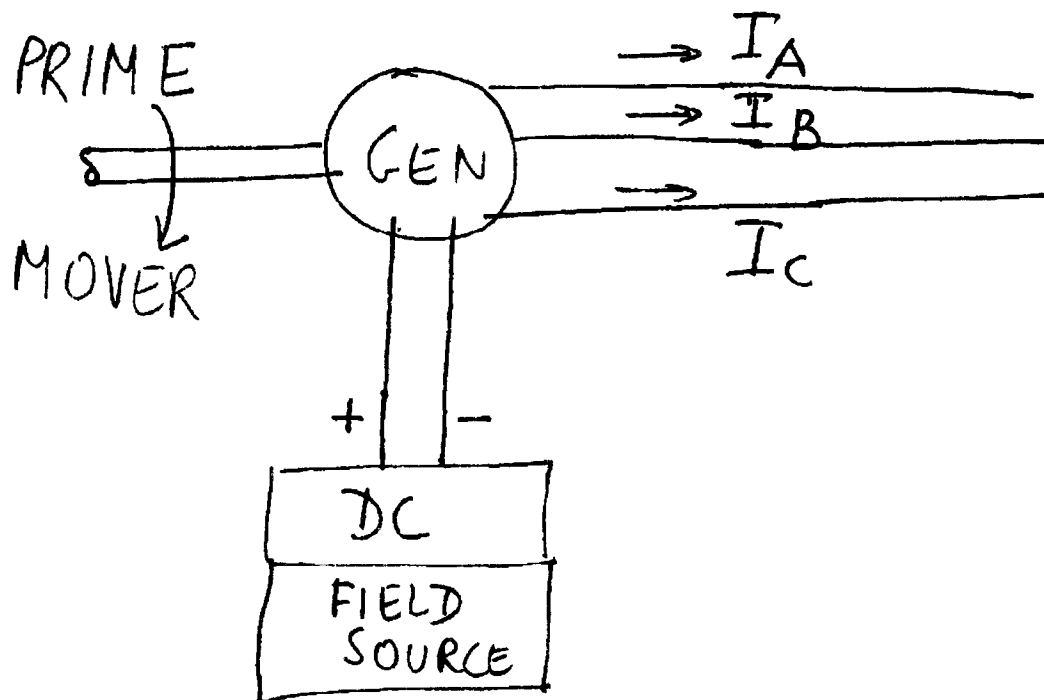 PRIME
MOVER
GEN
I_A
I_B
I_C
+ -
DC
FIELD
SOURCE